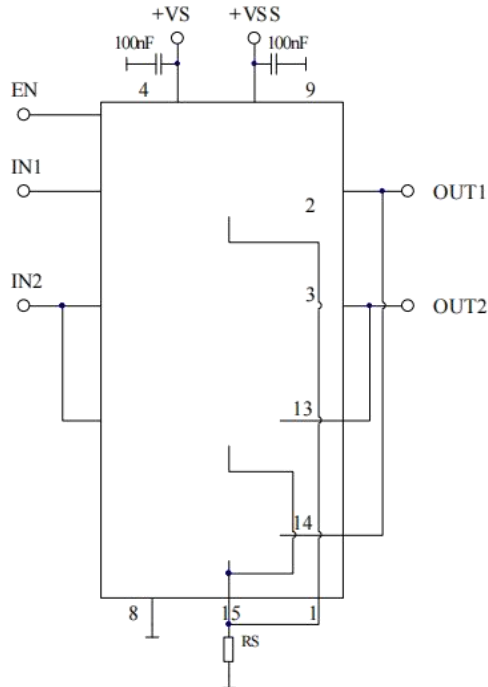 +VS +VSS
100nF 100nF
4 9
EN
IN1
2 OUT1
IN2 3 OUT2
13
14
8 15 1
RS